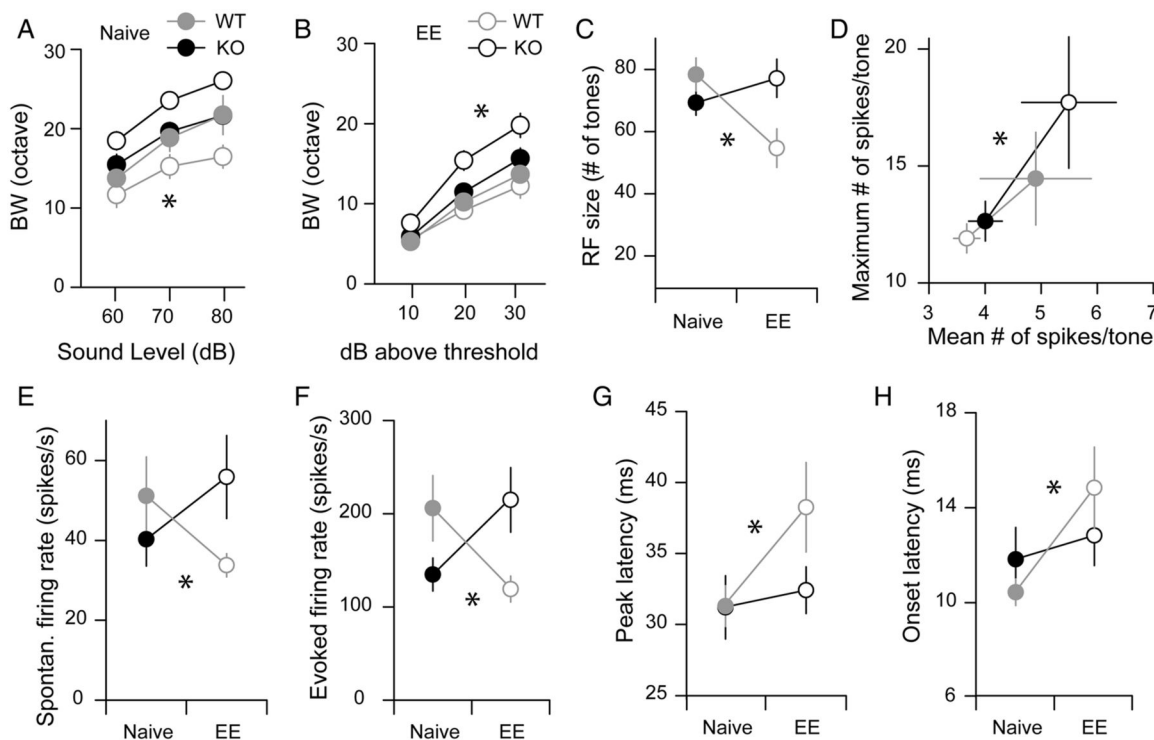 A
Naive
WT
KO
BW (octave)
30
20
10
0
*
60
70
80
Sound Level (dB)
B
EE
WT
KO
BW (octave)
30
20
10
0
*
10
20
30
dB above threshold
C
RF size (# of tones)
80
60
40
20
*
Naive
EE
D
Maximum # of spikes/tone
20
15
10
*
3
4
5
6
7
Mean # of spikes/tone
E
Spontan. firing rate (spikes/s)
60
40
20
0
*
Naive
EE
F
Evoked firing rate (spikes/s)
300
200
100
0
*
Naive
EE
G
Peak latency (ms)
45
40
35
30
25
*
Naive
EE
H
Onset latency (ms)
18
14
10
6
*
Naive
EE